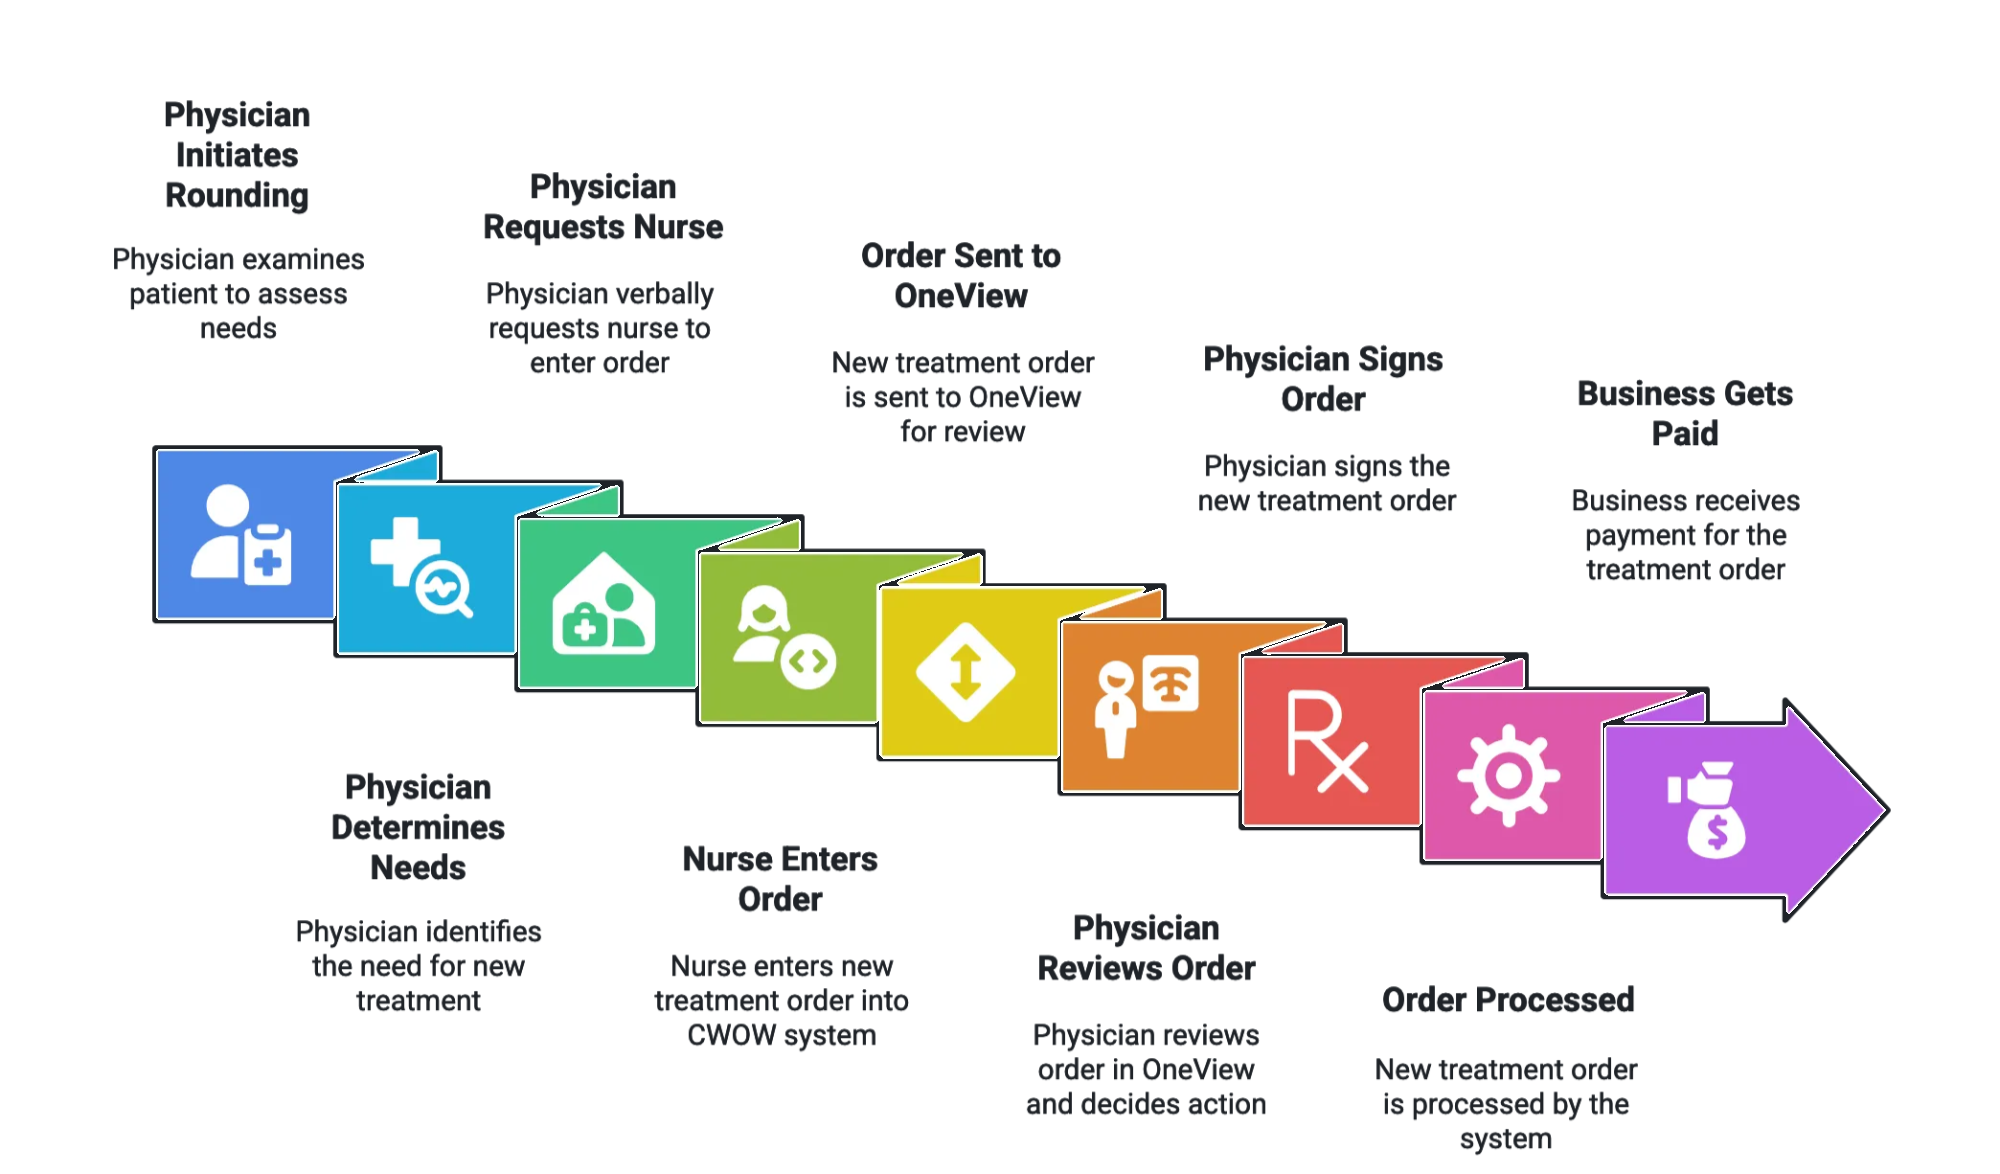 Physician
Initiates
Rounding
Physician examines
patient to assess
needs
Physician
Determines
Needs
Physician identifies
the need for new
treatment
Physician
Requests Nurse
Physician verbally
requests nurse to
enter order
Nurse Enters
Order
Nurse enters new
treatment order into
CWOW system
Order Sent to
OneView
New treatment order
is sent to OneView
for review
Physician
Reviews Order
Physician reviews
order in OneView
and decides action
Physician Signs
Order
Physician signs the
new treatment order
Rx
Order Processed
New treatment order
is processed by the
system
Business Gets
Paid
Business receives
payment for the
treatment order
$